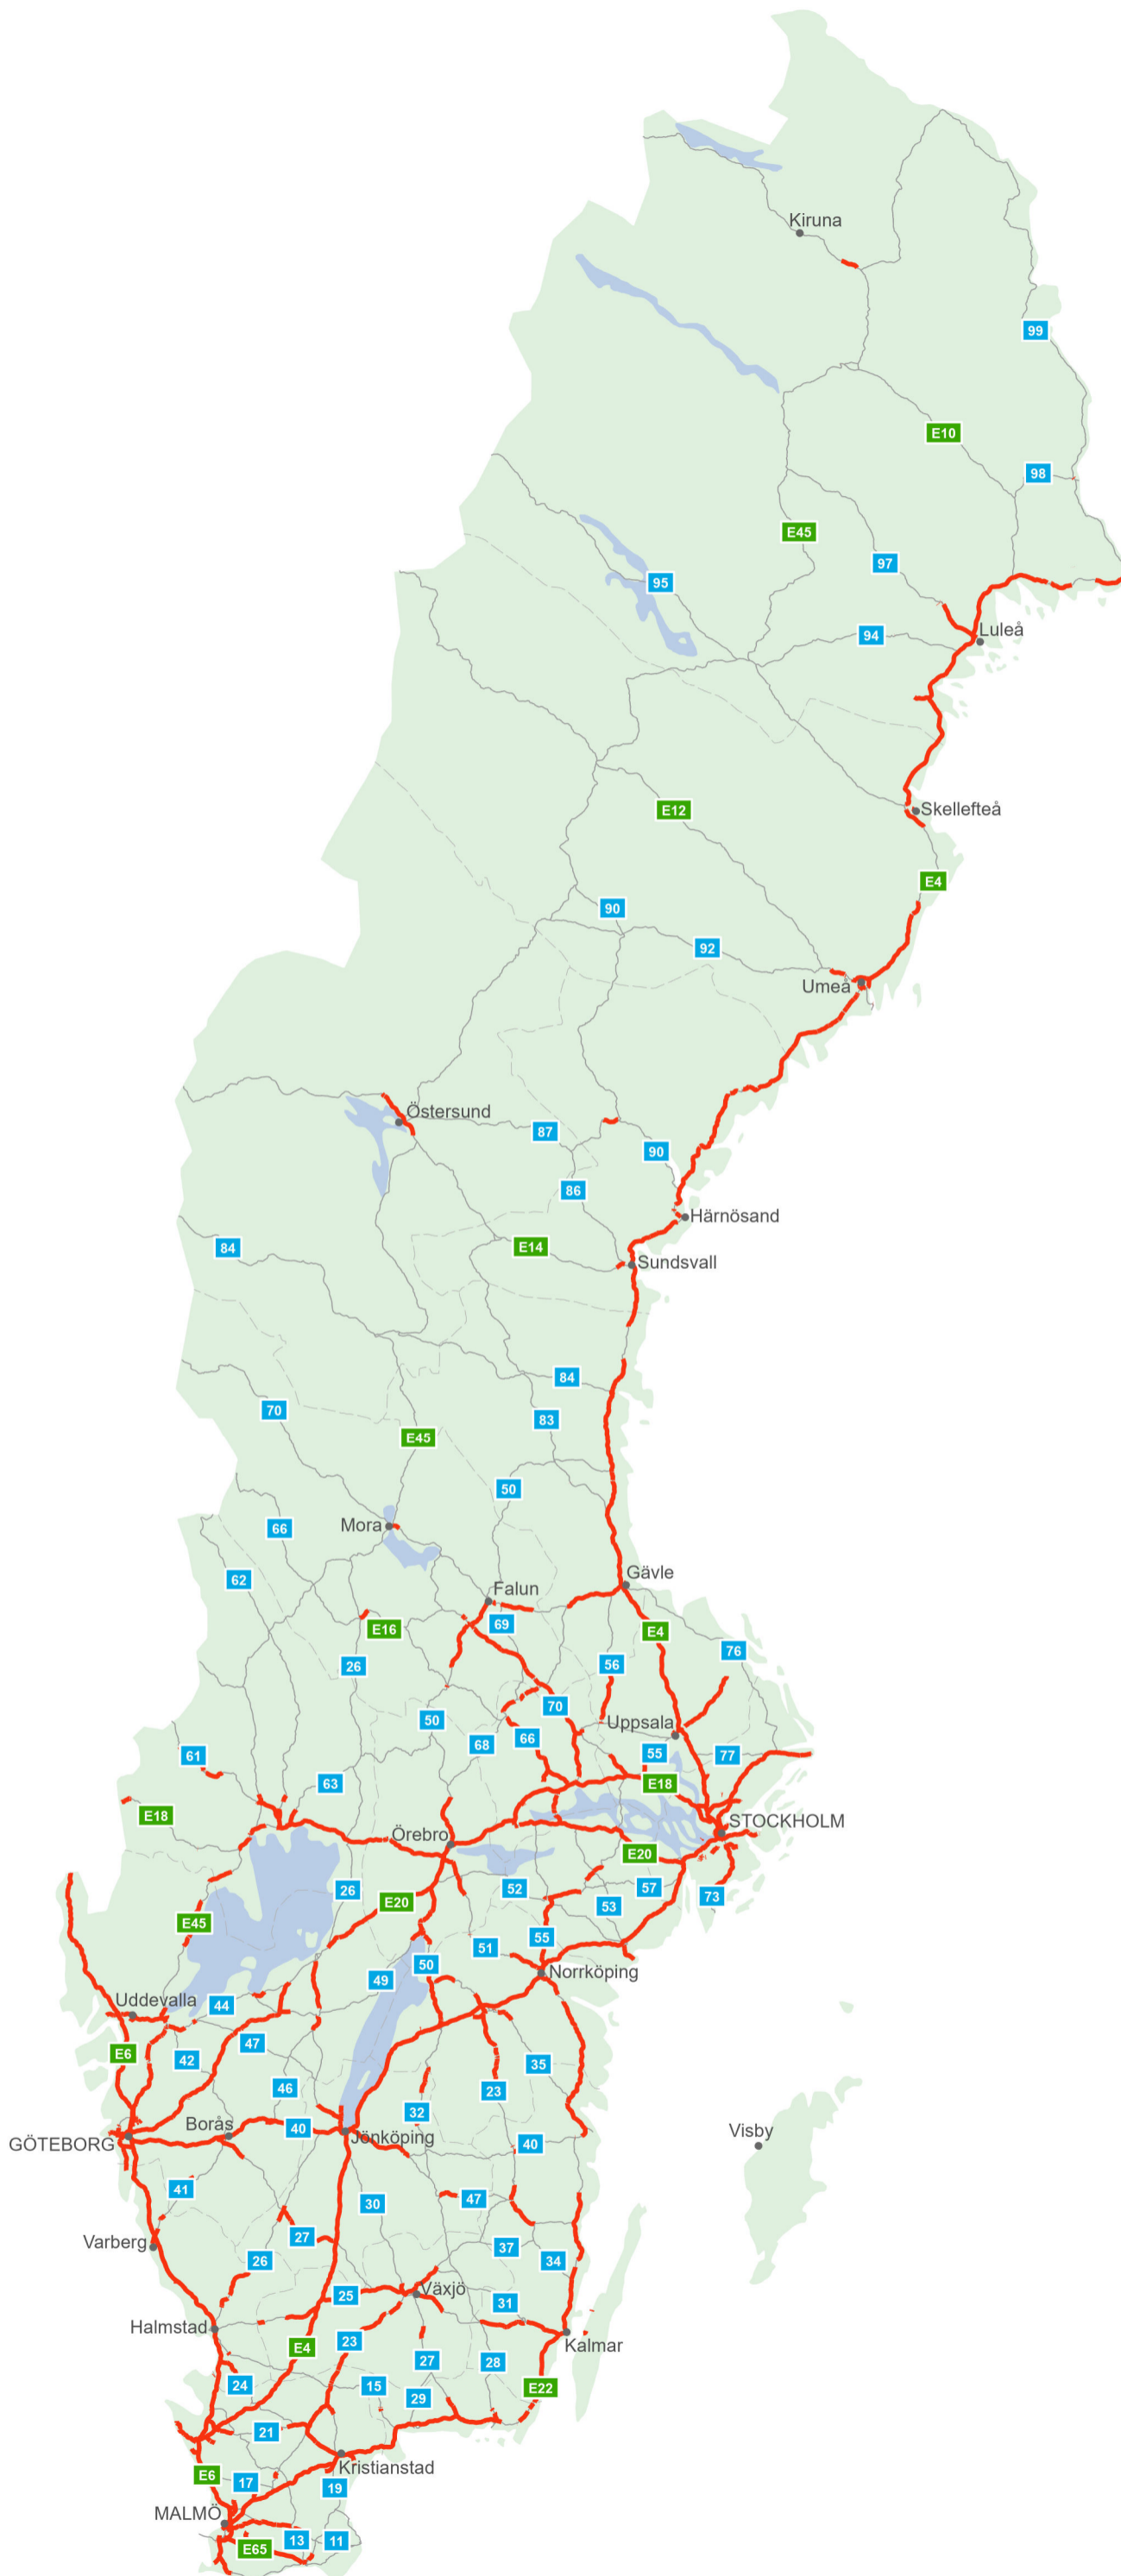 Kiruna
99
E10
98
E45
97
95
Luleå
94
E12
Skellefteå
E4
90
92
Umeå
Östersund
87
90
86
Härnösand
84
E14
Sundsvall
84
70
83
E45
50
Mora
66
Gävle
62
Falun
69
E16
E4
76
56
26
70
50
Uppsala
66
68
55
77
61
E18
63
E18
STOCKHOLM
Örebro
E20
57
52
26
73
E20
53
E45
55
51
50
Norrköping
49
44
Uddevalla
47
E6
42
35
46
23
32
Borås
40
Visby
Jönköping
GÖTEBORG
40
41
47
30
27
Varberg
37
26
34
Växjö
25
31
Halmstad
Kalmar
23
E4
27
28
24
15
E22
29
21
Kristianstad
E6
17
19
MALMÖ
13
11
E65